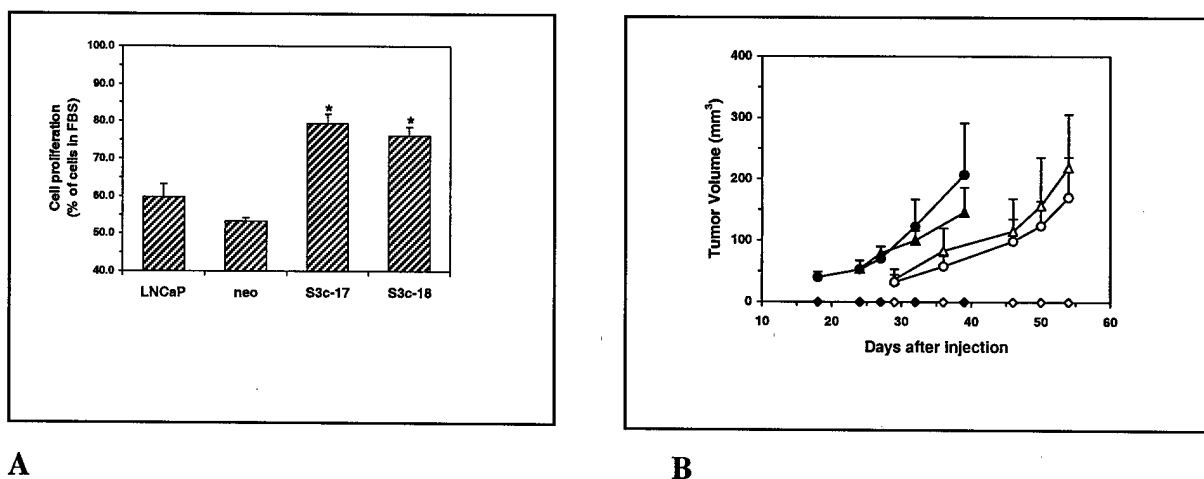 100.0
90.0
80.0
70.0
60.0
50.0
40.0
Cell proliferation
(% of cells in FBS)
*
*
LNCaP
neo
S3c-17
S3c-18
A
400
300
200
100
0
Tumor Volume (mm³)
10
20
30
40
50
60
Days after injection
B